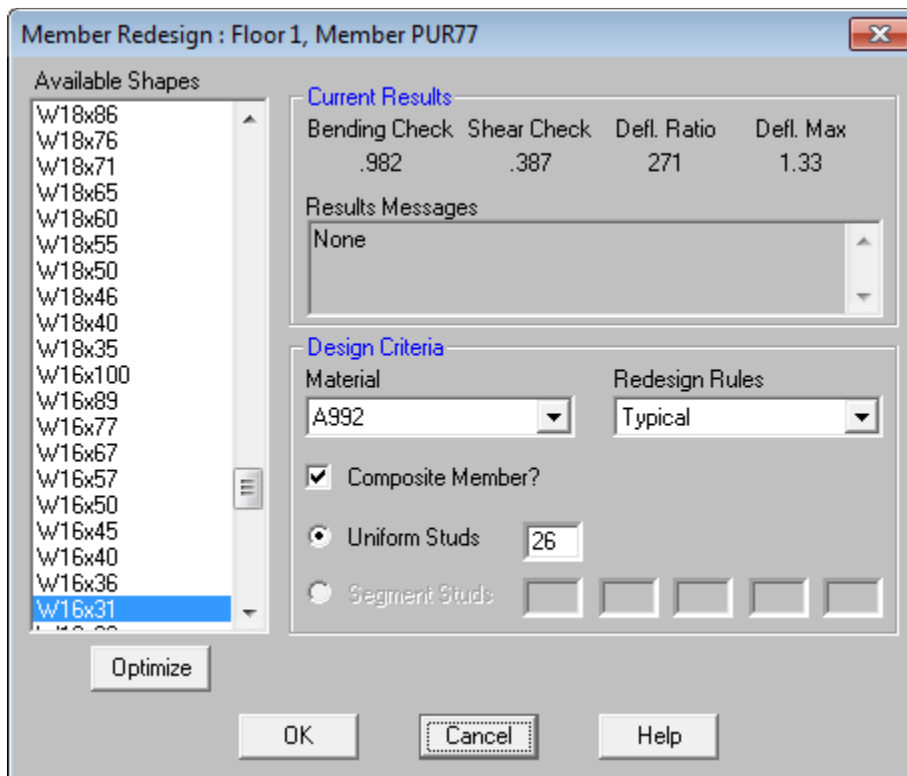 Member Redesign : Floor 1, Member PUR77
Available Shapes
W18x86
W18x76
W18x71
W18x65
W18x60
W18x55
W18x50
W18x46
W18x40
W18x35
W16x100
W16x89
W16x77
W16x67
W16x57
W16x50
W16x45
W16x40
W16x36
W16x31
Optimize
Current Results
Bending Check Shear Check Defl. Ratio Defl. Max
.982 .387 271 1.33
Results Messages
None
Design Criteria
Material Redesign Rules
A992 Typical
Composite Member?
Uniform Studs 26
Segment Studs
OK Cancel Help